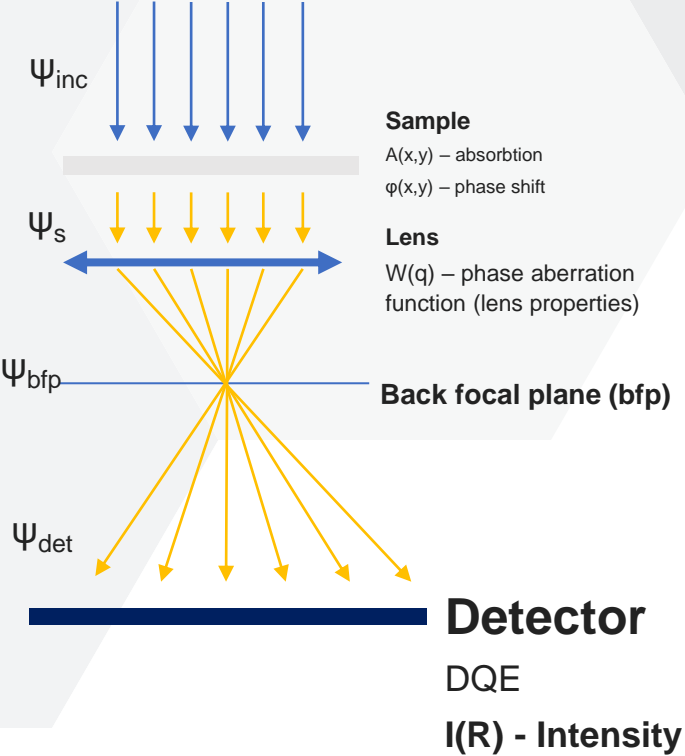 Ψinc
Sample
A(x,y) – absorbtion
φ(x,y) – phase shift
Ψs
Lens
W(q) – phase aberration
function (lens properties)
Ψbfp
Back focal plane (bfp)
Ψdet
Detector
DQE
I(R) - Intensity